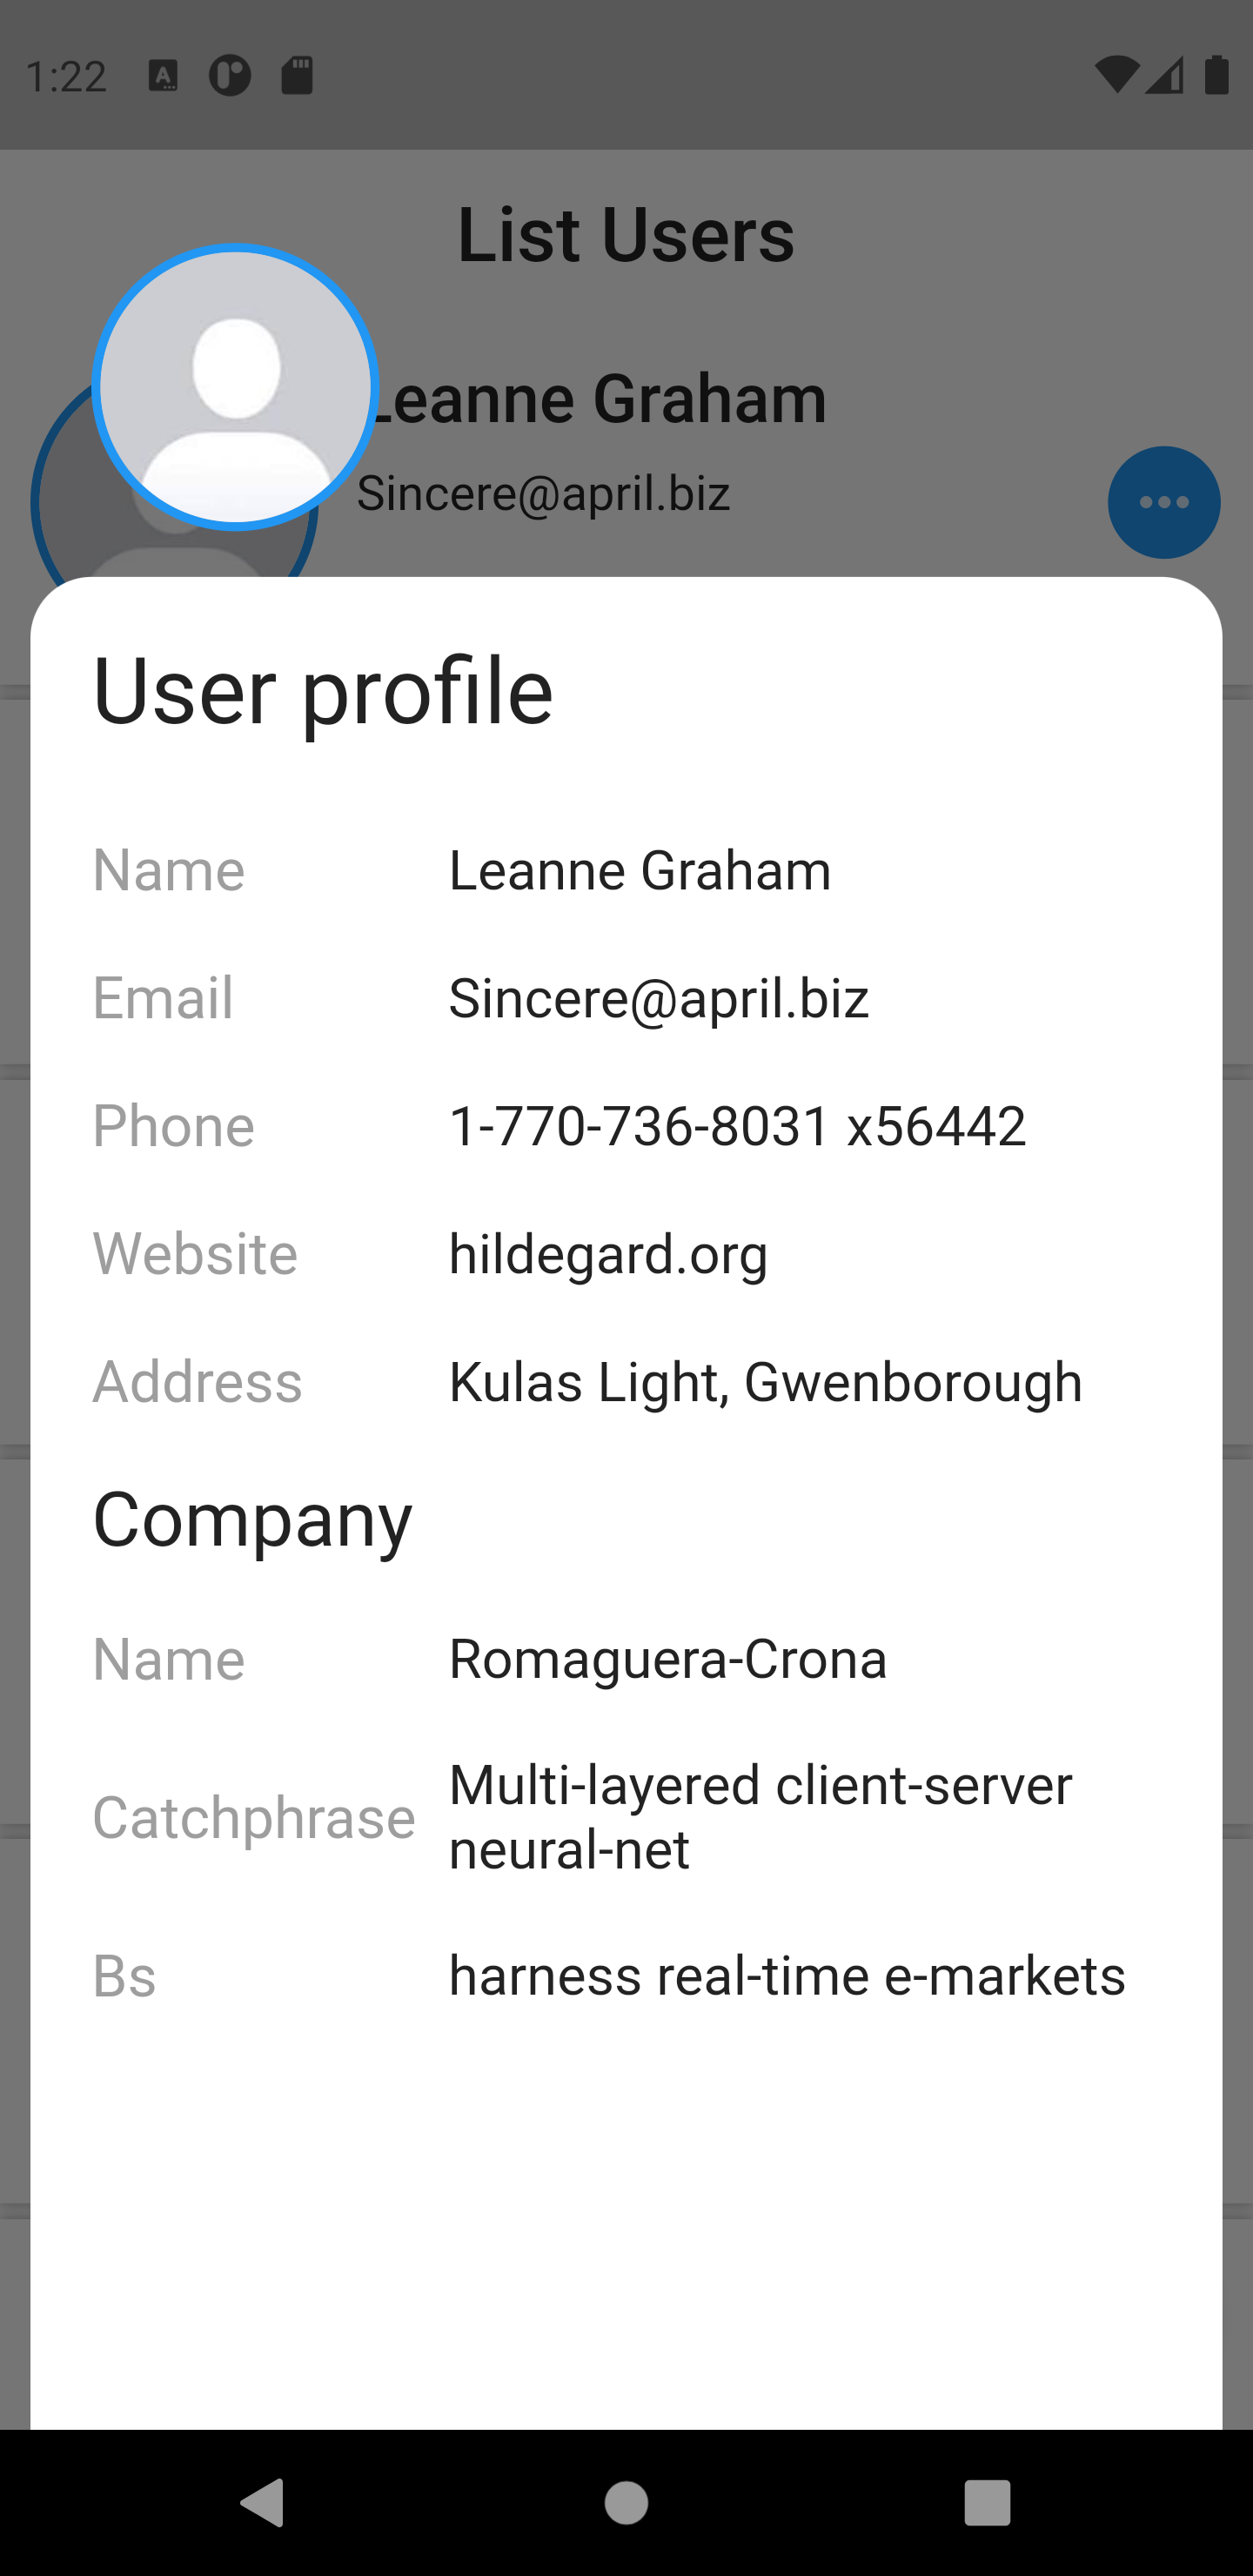 1:22
List Users
Leanne Graham
Sincere@april.biz
User profile
Name Leanne Graham
Email Sincere@april.biz
Phone 1-770-736-8031 x56442
Website hildegard.org
Address Kulas Light, Gwenborough
Company
Name Romaguera-Crona
Catchphrase Multi-layered client-server
neural-net
Bs harness real-time e-markets